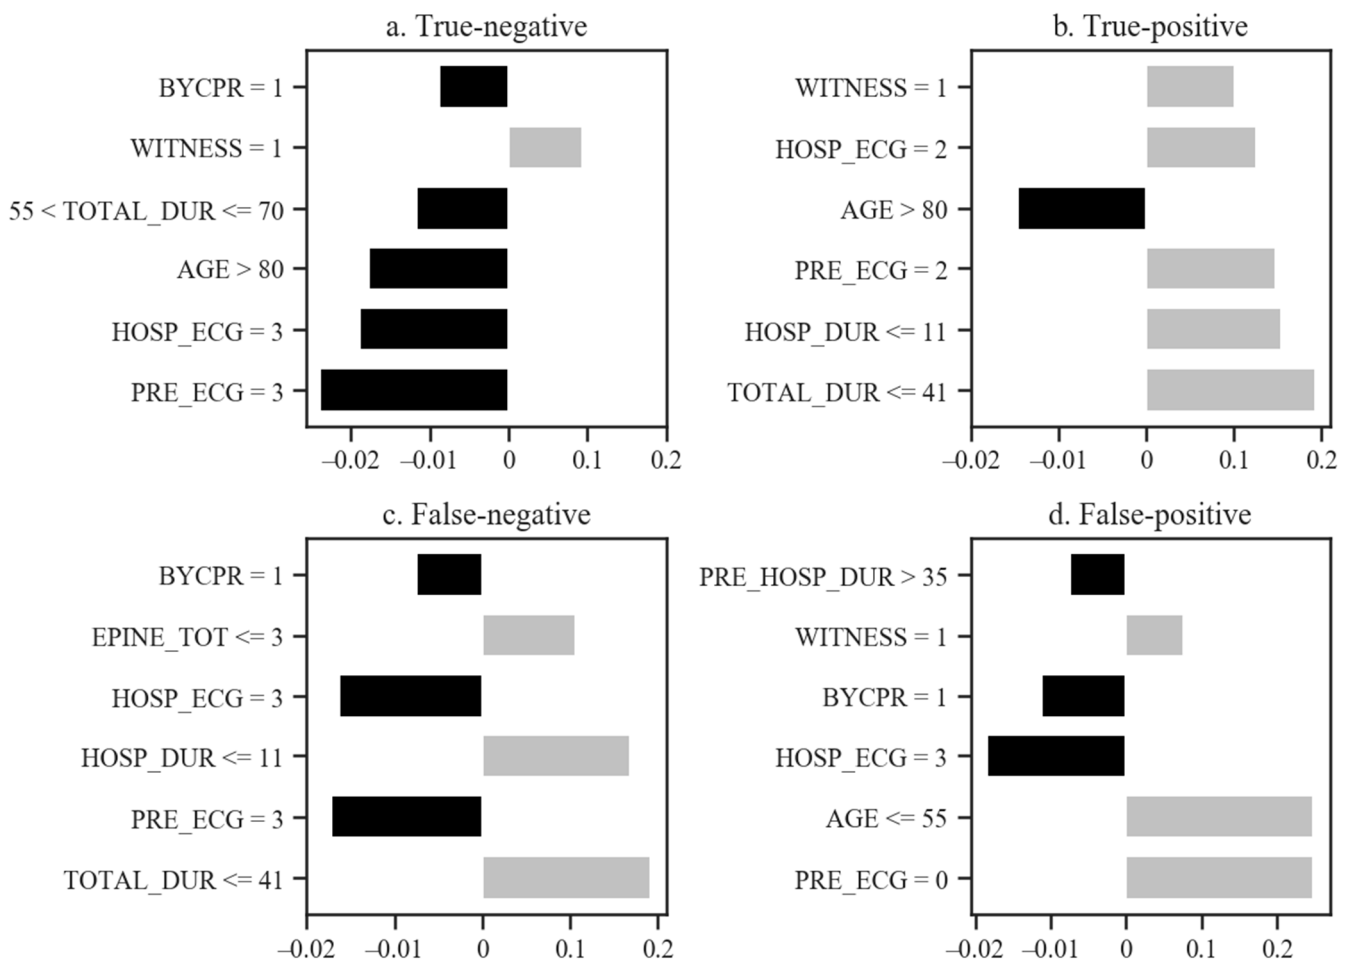 a. True-negative
BYCPR = 1
WITNESS = 1
55 < TOTAL_DUR <= 70
AGE > 80
HOSP_ECG = 3
PRE_ECG = 3
–0.02 –0.01 0 0.1 0.2
b. True-positive
WITNESS = 1
HOSP_ECG = 2
AGE > 80
PRE_ECG = 2
HOSP_DUR <= 11
TOTAL_DUR <= 41
–0.02 –0.01 0 0.1 0.2
c. False-negative
BYCPR = 1
EPINE_TOT <= 3
HOSP_ECG = 3
HOSP_DUR <= 11
PRE_ECG = 3
TOTAL_DUR <= 41
–0.02 –0.01 0 0.1 0.2
d. False-positive
PRE_HOSP_DUR > 35
WITNESS = 1
BYCPR = 1
HOSP_ECG = 3
AGE <= 55
PRE_ECG = 0
–0.02 –0.01 0 0.1 0.2